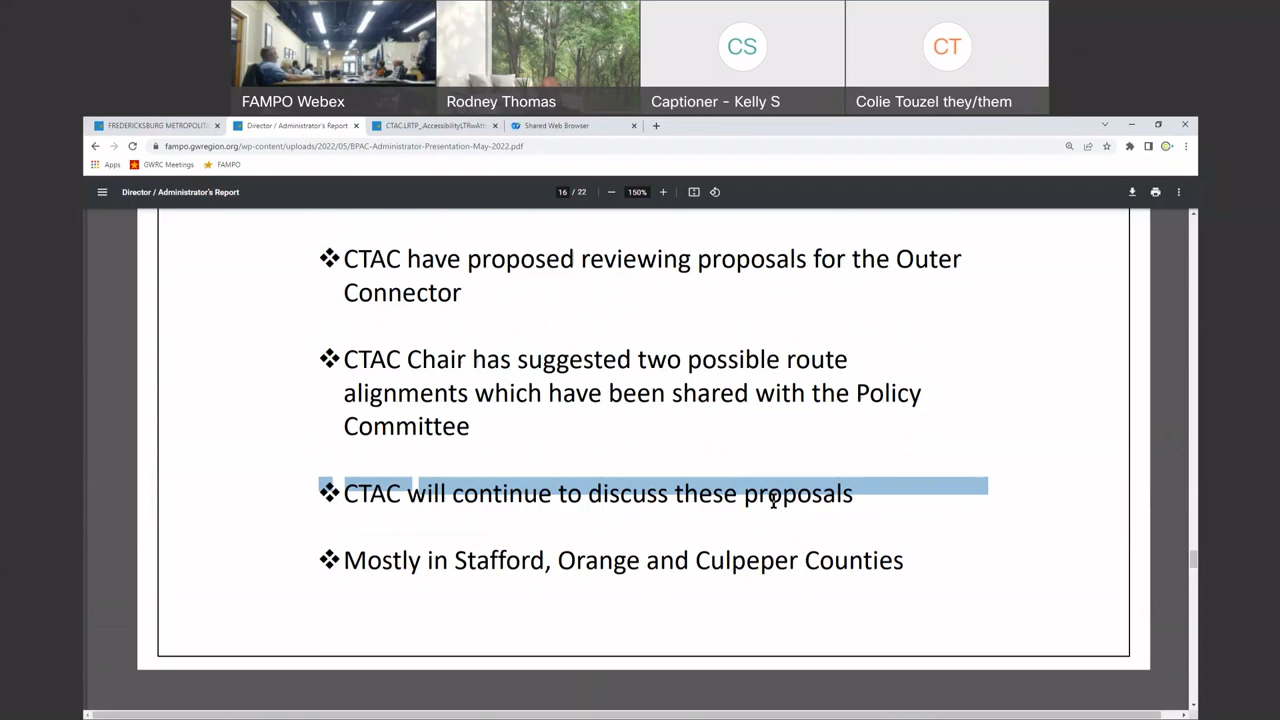 CS
CT
FAMPO Webex
Rodney Thomas
Captioner - Kelly S
Colie Touzel they/them
FREDERICKSBURG METROPOLIT
Director / Administrator's Report
CTAC.LRTP_AccessibilityLTRwAtt
Shared Web Browser
fampo.gwregion.org/wp-content/uploads/2022/05/BPAC-Administrator-Presentation-May-2022.pdf
Apps
GWRC Meetings
FAMPO
Director / Administrator's Report
16 / 22
150%
❖CTAC have proposed reviewing proposals for the Outer
Connector
❖CTAC Chair has suggested two possible route
alignments which have been shared with the Policy
Committee
❖CTAC will continue to discuss these proposals
❖Mostly in Stafford, Orange and Culpeper Counties